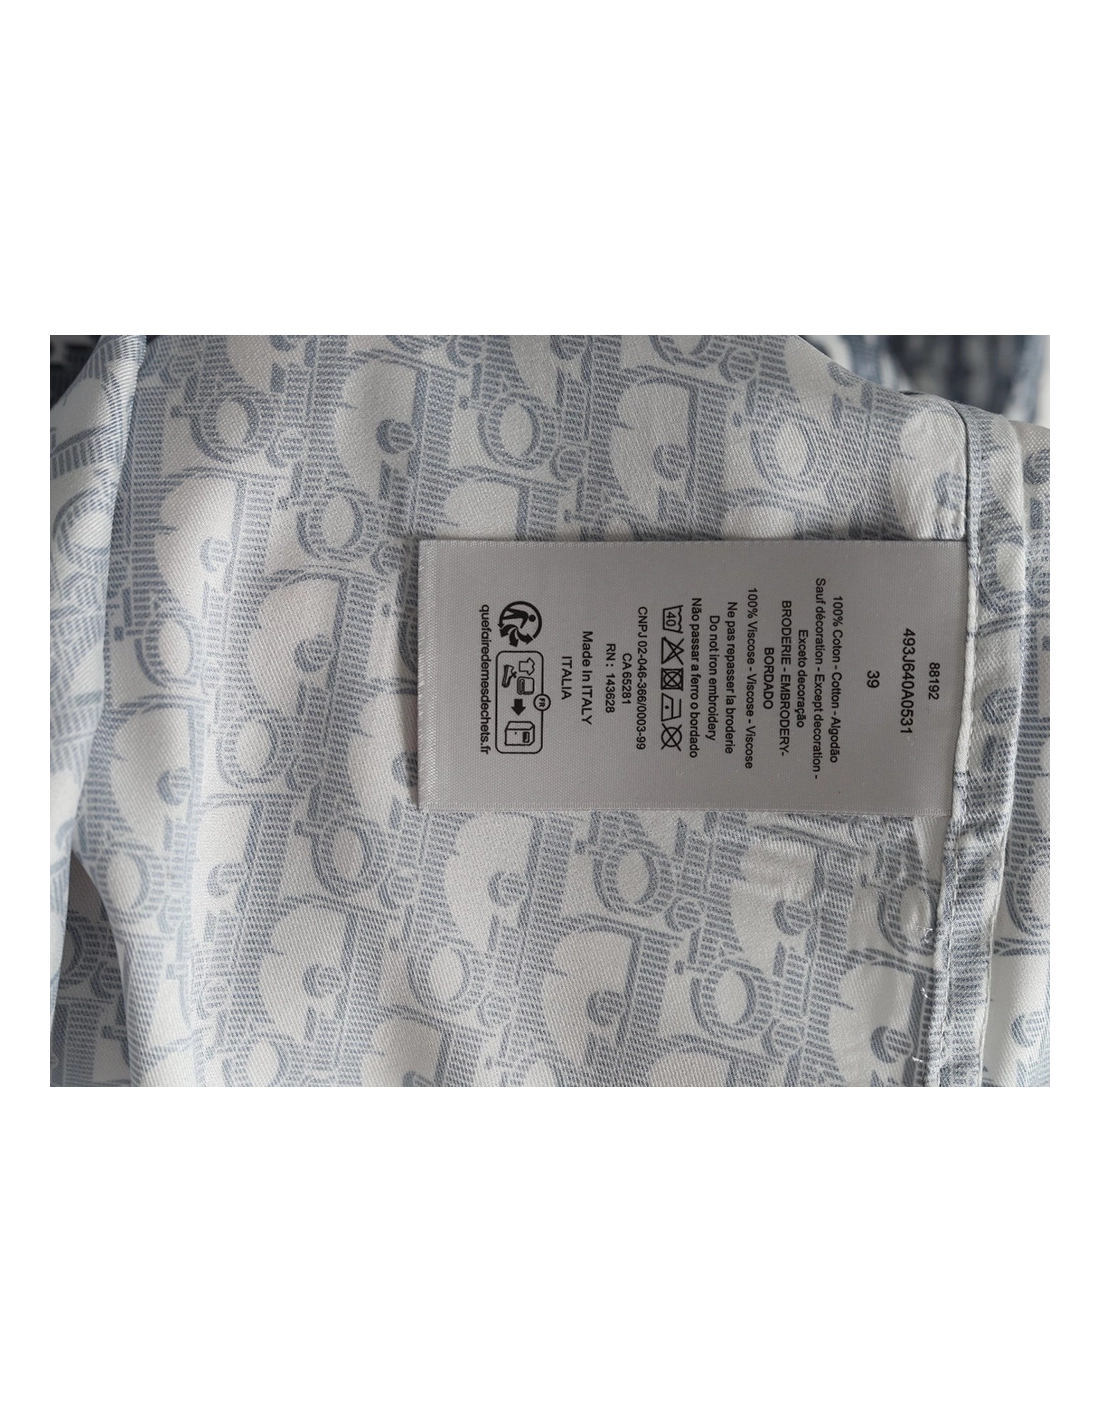 88192
493J640A0531
39
100% Coton - Cotton - Algodão
Sauf décoration - Except decoration -
Exceto decoração
BRODERIE - EMBRODERY-
BORDADO
100% Viscose - Viscose - Viscose
Ne pas repasser la broderie
Do not iron embroidery
Não passar a ferro o bordado
40
CNPJ 02-046-366/0003-99
CA 65281
RN : 143628
Made In ITALY
ITALIA
FR
quefairedemesdechets.fr